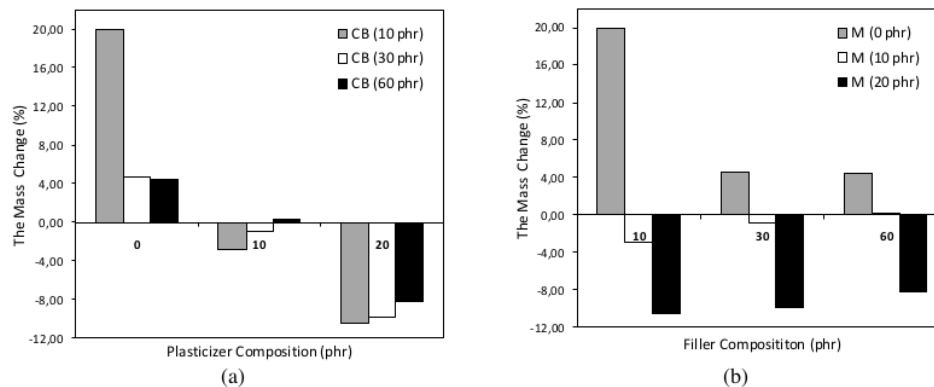 20,00
16,00
12,00
8,00
4,00
0,00
-4,00
-8,00
-12,00
The Mass Change (%)
CB (10 phr)
CB (30 phr)
CB (60 phr)
0
10
20
Plasticizer Composition (phr)
(a)
20,00
16,00
12,00
8,00
4,00
0,00
-4,00
-8,00
-12,00
The Mass Change (%)
M (0 phr)
M (10 phr)
M (20 phr)
10
30
60
Filler Composititon (phr)
(b)